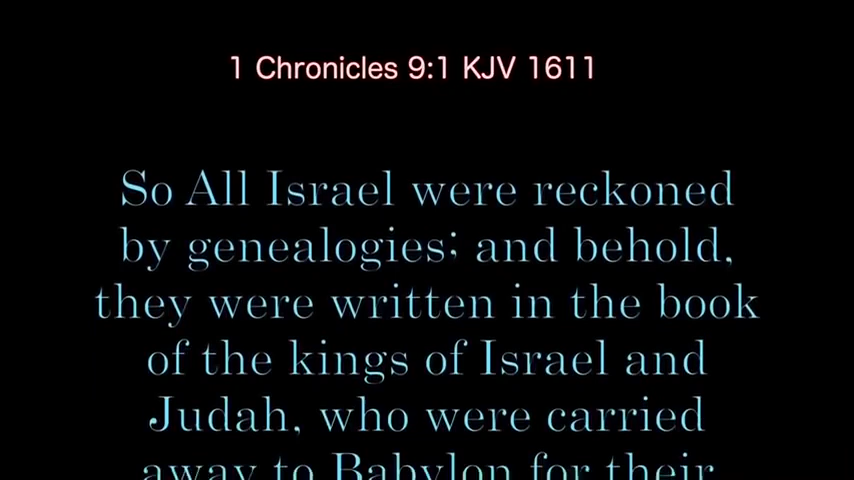 1 Chronicles 9:1 KJV 1611
So All Israel were reckoned
by genealogies; and behold,
they were written in the book
of the kings of Israel and
Judah, who were carried
away to Babylon for their